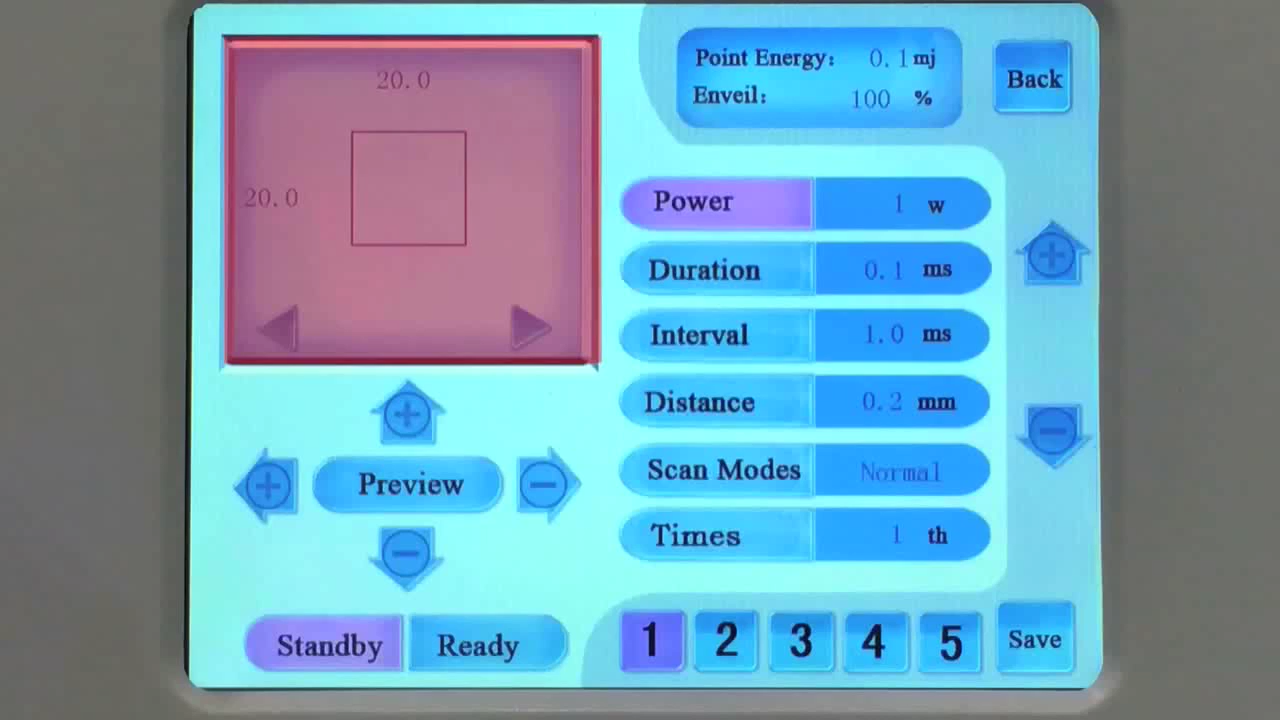 20.0
20.0
Point Energy: 0.1 mj
Enveil: 100 %
Back
Power 1 w
Duration 0.1 ms
Interval 1.0 ms
Distance 0.2 mm
Scan Modes Normal
Times 1 th
Preview
Standby Ready
1 2 3 4 5 Save